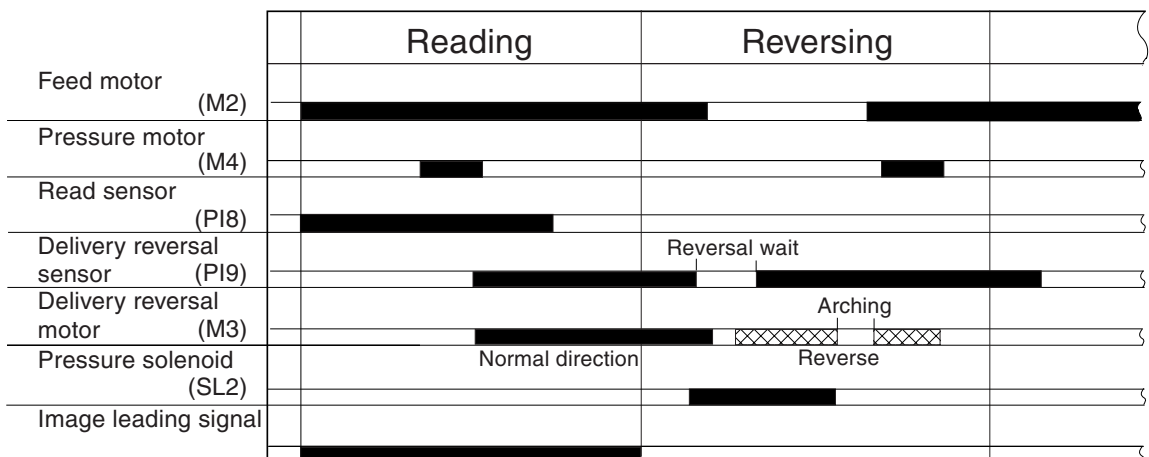 Reading Reversing
Feed motor
(M2)
Pressure motor
(M4)
Read sensor
(PI8)
Delivery reversal
sensor (PI9)
Reversal wait
Delivery reversal
motor (M3)
Arching
Normal direction Reverse
Pressure solenoid
(SL2)
Image leading signal